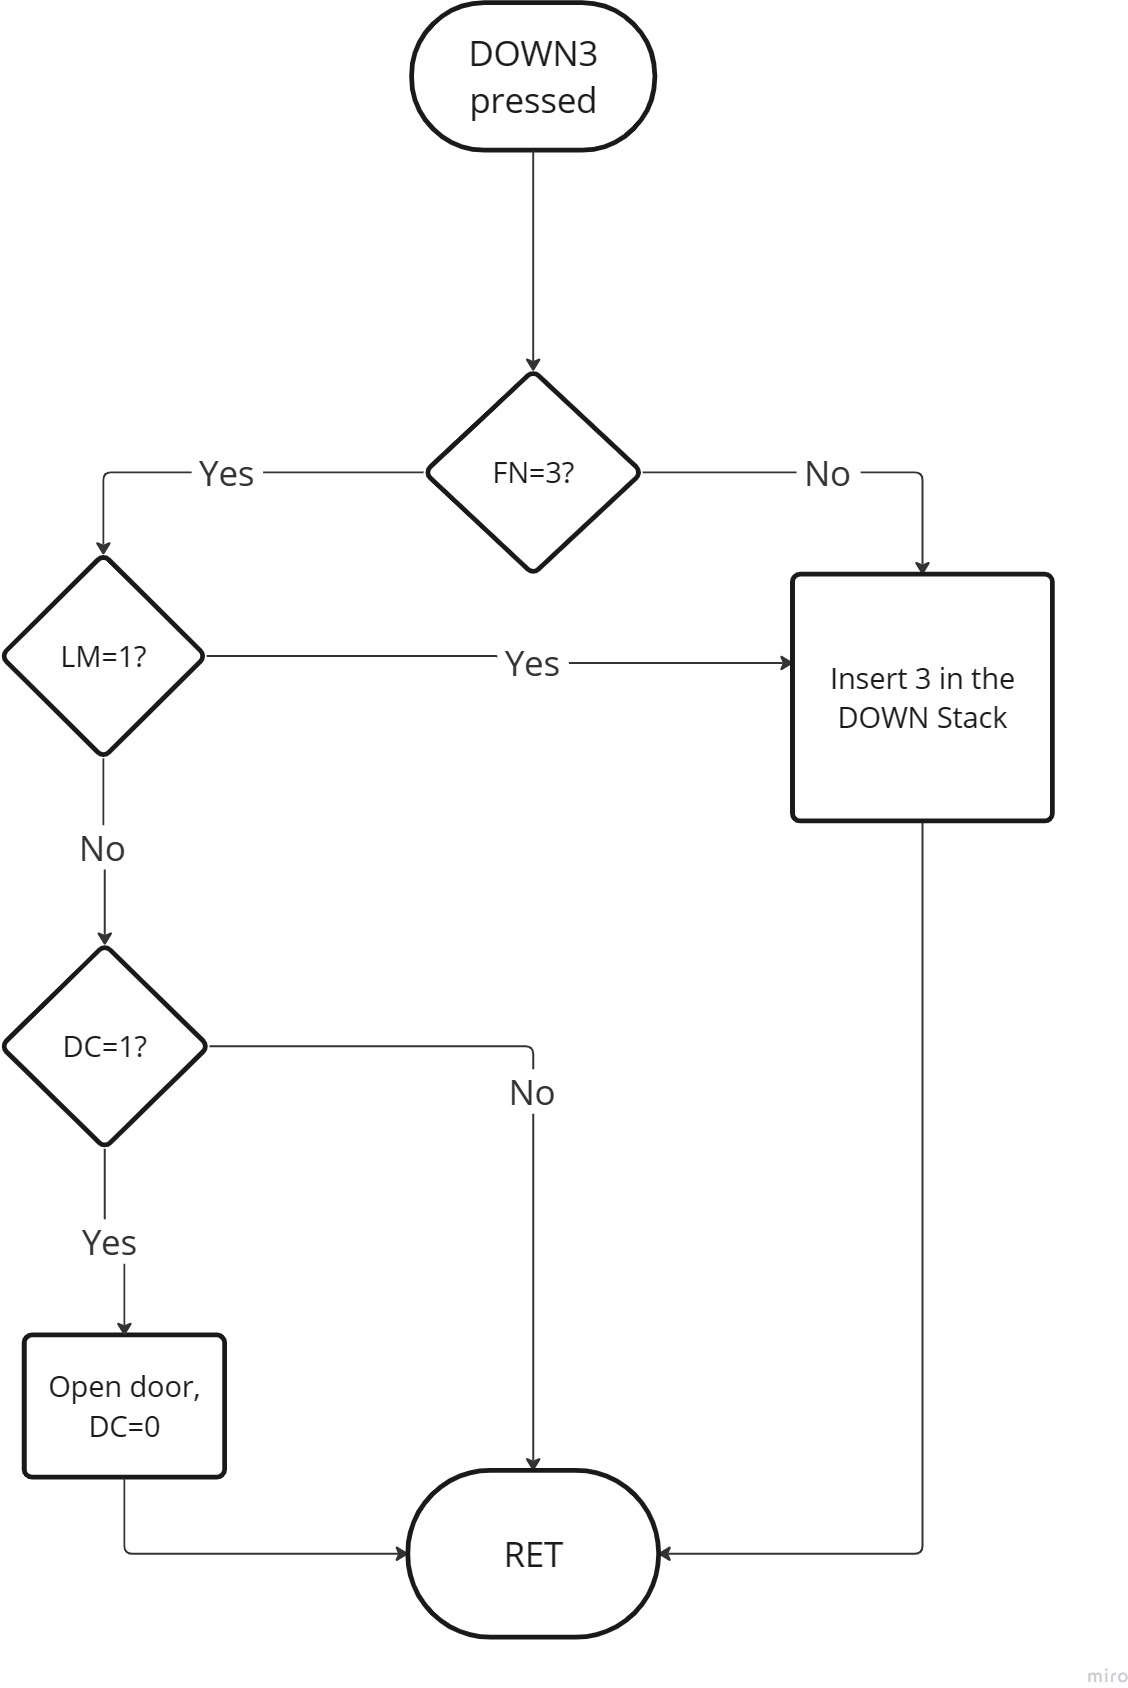 DOWN3
pressed
FN=3?
Yes
No
LM=1?
Yes
Insert 3 in the
DOWN Stack
No
DC=1?
No
Yes
Open door,
DC=0
RET
miro